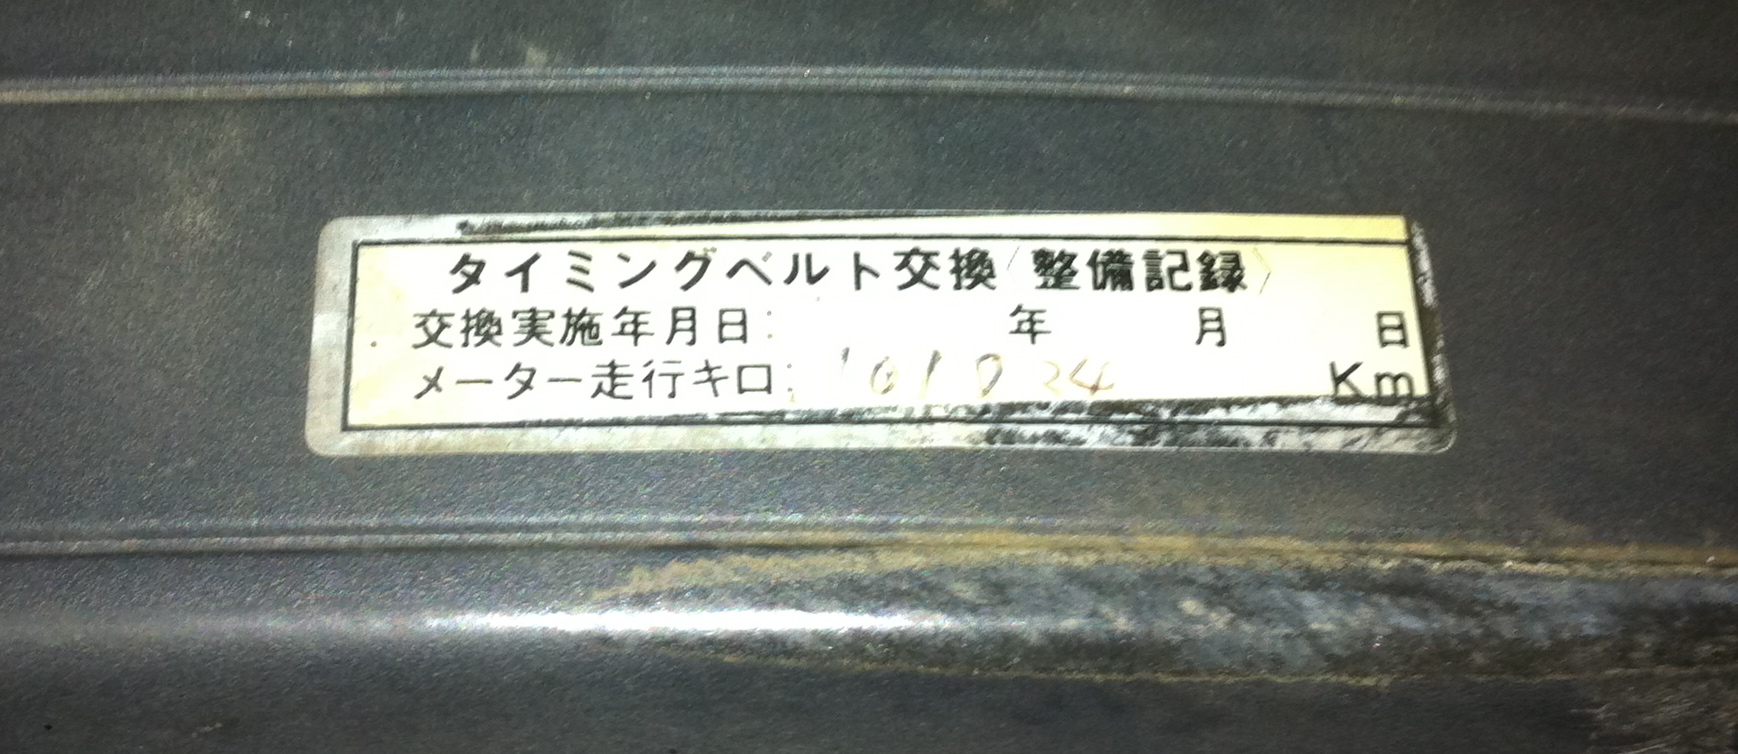 タイミングベルト交換〈整備記録〉
交換実施年月日: 年 月 日
メーター走行キロ: 101024 Km